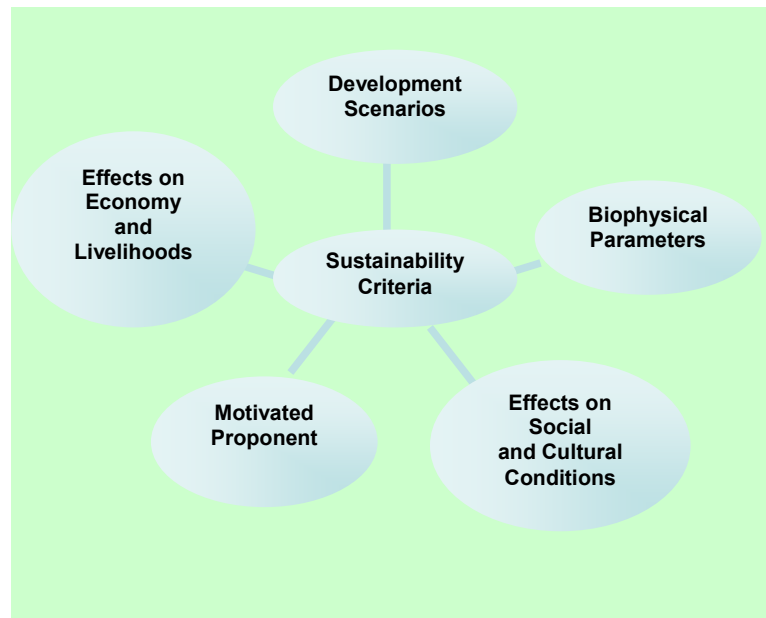 Development
Scenarios
Effects on
Economy
and
Livelihoods
Biophysical
Parameters
Sustainability
Criteria
Motivated
Proponent
Effects on
Social
and Cultural
Conditions